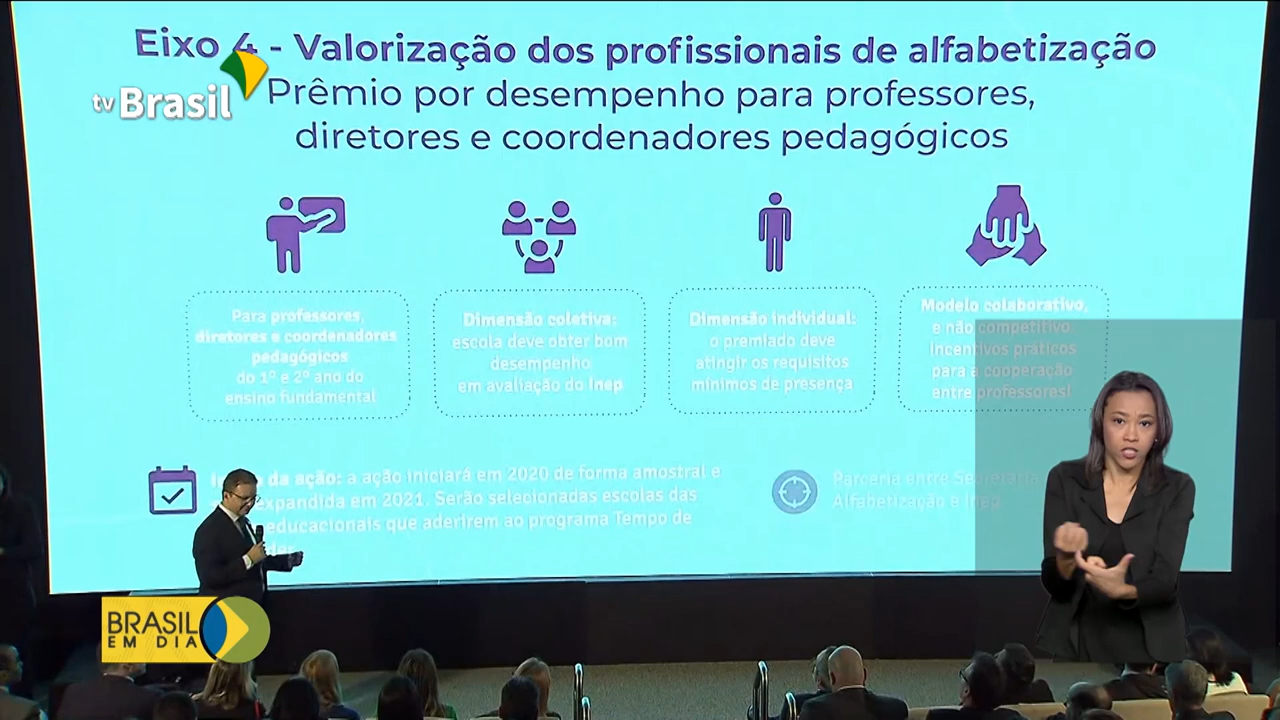 Eixo 4 - Valorização dos profissionais de alfabetização
tv Brasil
Prêmio por desempenho para professores,
diretores e coordenadores pedagógicos
Para professores,
diretores e coordenadores
pedagógicos
do 1º e 2º ano do
ensino fundamental
Dimensão coletiva:
escola deve obter bom
desempenho
em avaliação do Inep
Dimensão individual:
o premiado deve
atingir os requisitos
mínimos de presença
Modelo colaborativo,
e não competitivo.
Incentivos práticos
para a cooperação
entre professores!
da ação: a ação iniciará em 2020 de forma amostral e
expandida em 2021. Serão selecionadas escolas das
educacionais que aderirem ao programa Tempo de
Parceria entre Secretaria
Alfabetização e Inep
BRASIL
EM DIA